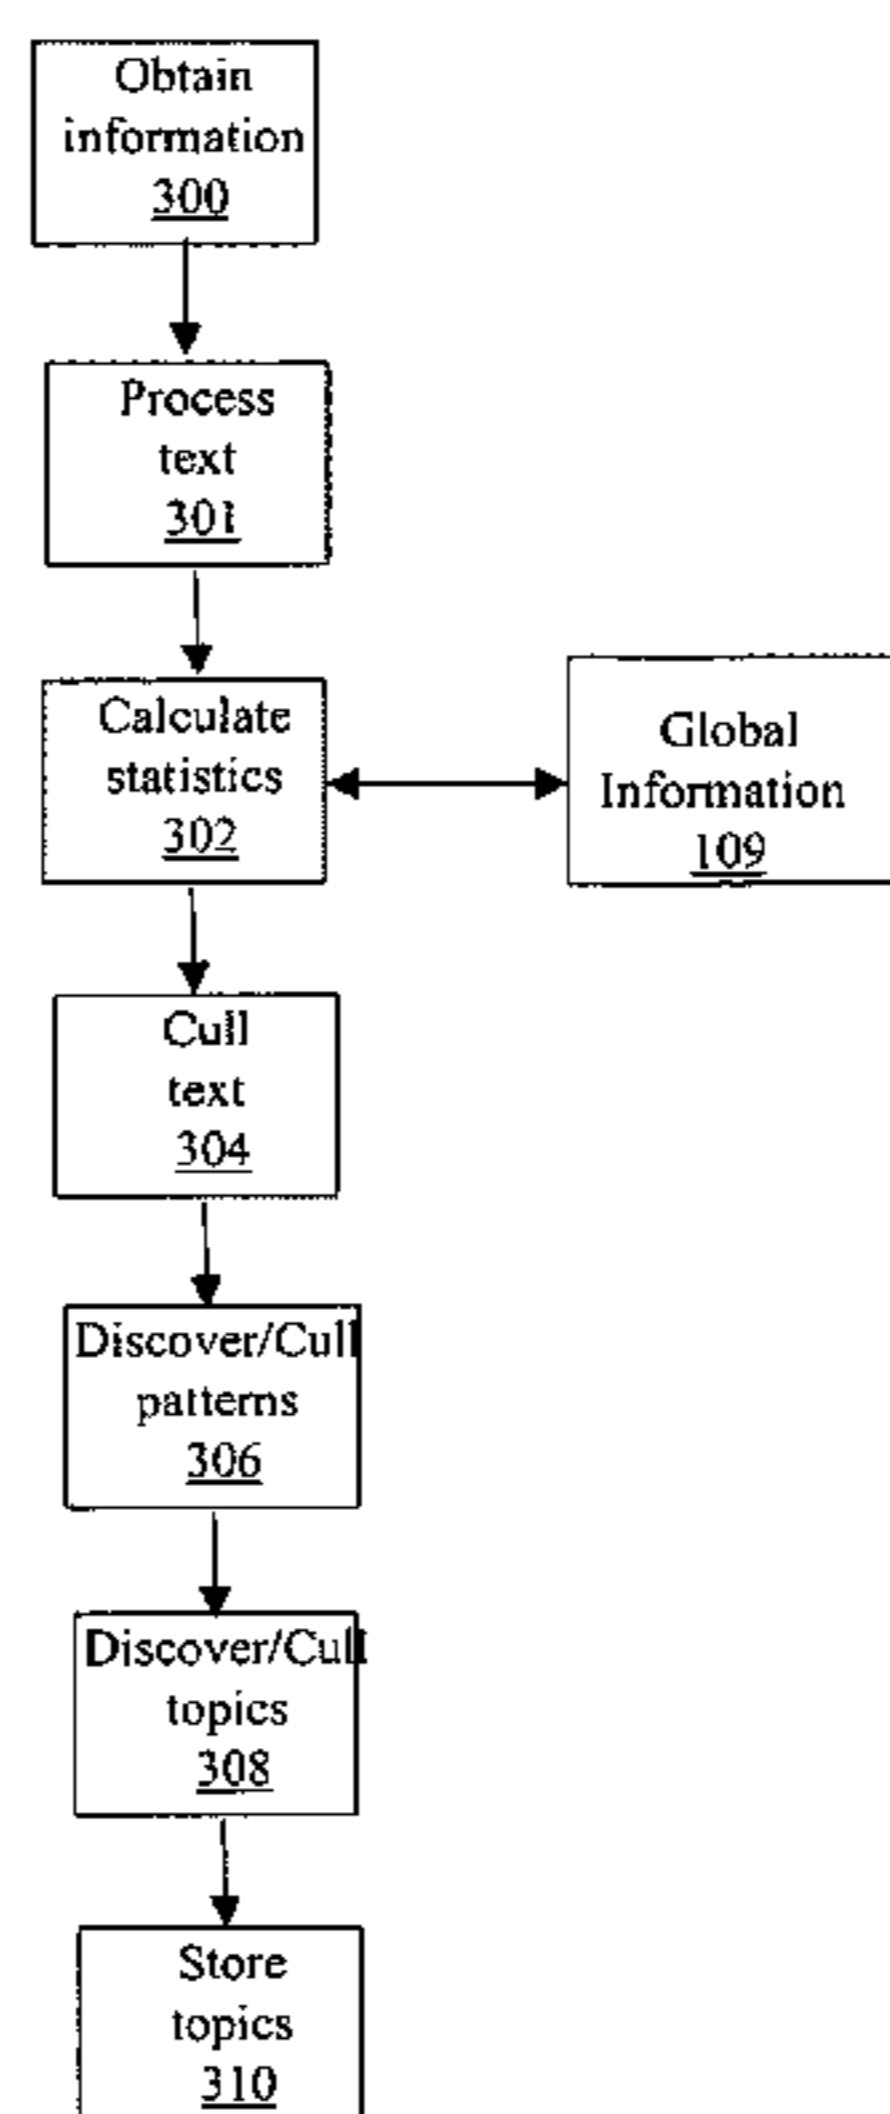 Obtain
information
300
Process
text
301
Calculate
statistics
302
Global
Information
109
Cull
text
304
Discover/Cull
patterns
306
Discover/Cull
topics
308
Store
topics
310